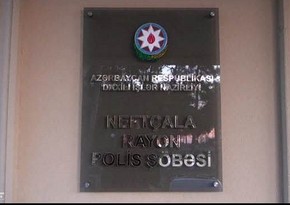 AZƏRBAYCAN RESPUBLİKASI
DAXİLİ İŞLƏR NAZİRLİYİ
NEFTÇALA
RAYON
POLİS ŞÖBƏSİ